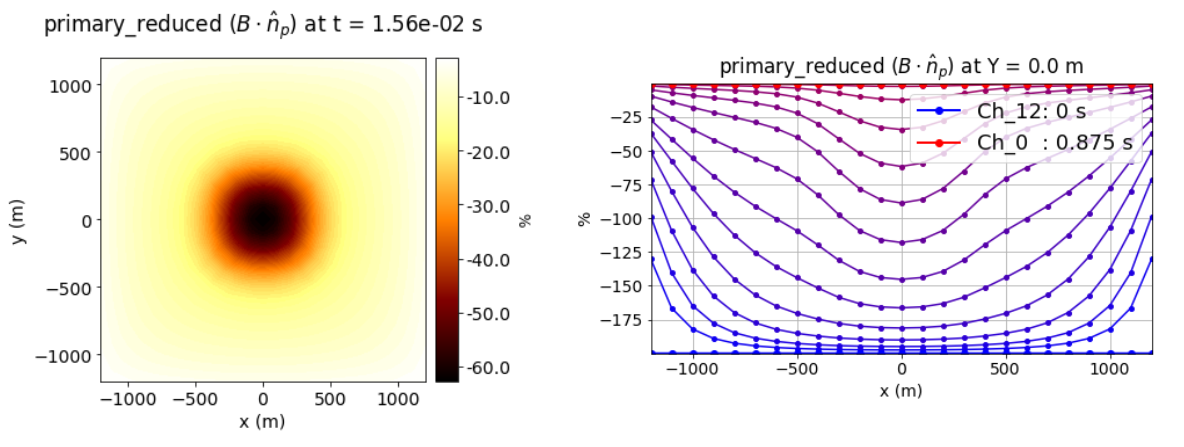 primary_reduced (B · n̂ₚ) at t = 1.56e-02 s
1000
500
0
−500
−1000
y (m)
−1000 −500 0 500 1000
x (m)
-10.0
-20.0
-30.0
-40.0
-50.0
-60.0
%
primary_reduced (B · n̂ₚ) at Y = 0.0 m
Ch_12: 0 s
Ch_0 : 0.875 s
−25
−50
−75
−100
−125
−150
−175
%
−1000 −500 0 500 1000
x (m)